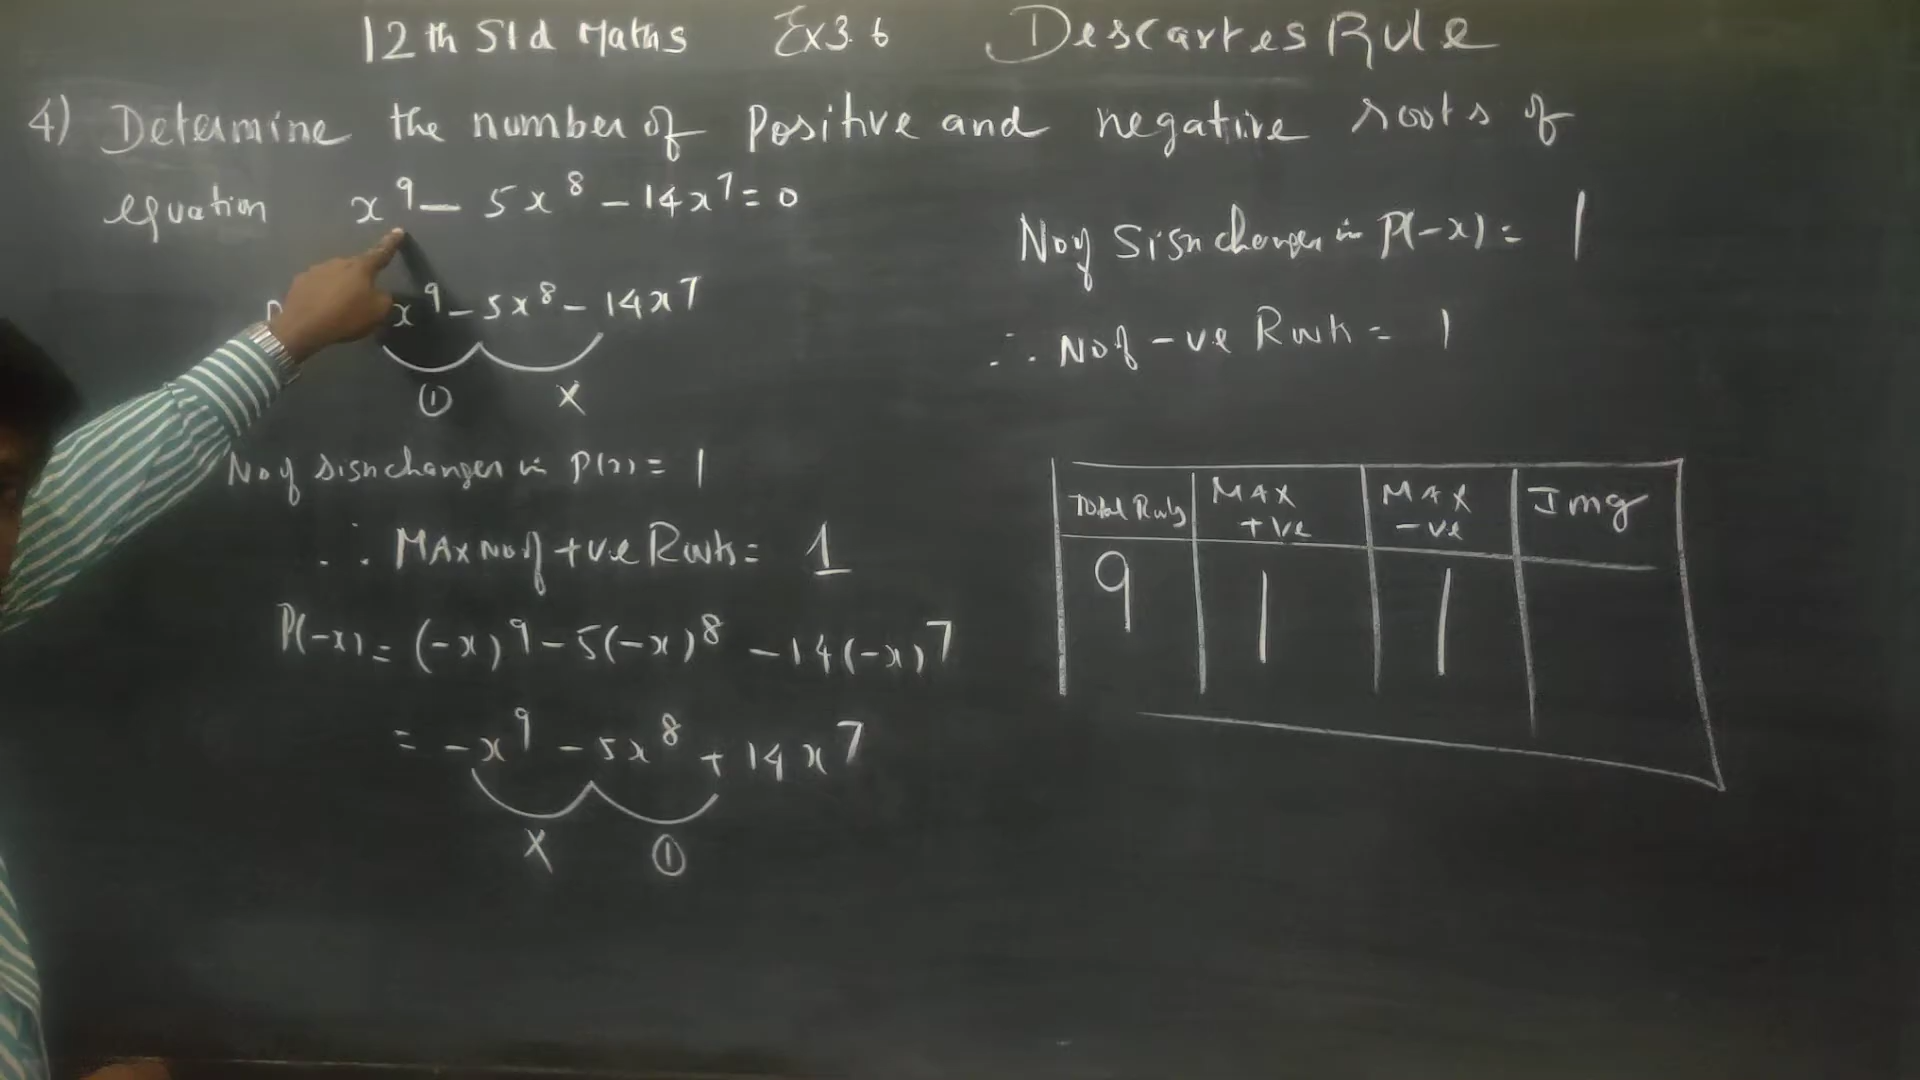 12th Std Maths Ex 3.6 Descartes Rule
4) Determine the number of Positive and negative roots of
equation x⁹ - 5x⁸ - 14x⁷ = 0
x⁹ - 5x⁸ - 14x⁷
① X
No of sign changes in P(x) = 1
∴ MAX No of +ve Roots = 1
P(-x) = (-x)⁹ - 5(-x)⁸ - 14(-x)⁷
= -x⁹ - 5x⁸ + 14x⁷
X ①
No of Sign changes in P(-x) = 1
∴ No of -ve Roots = 1
Total Roots MAX +ve MAX -ve Img
9 1 1